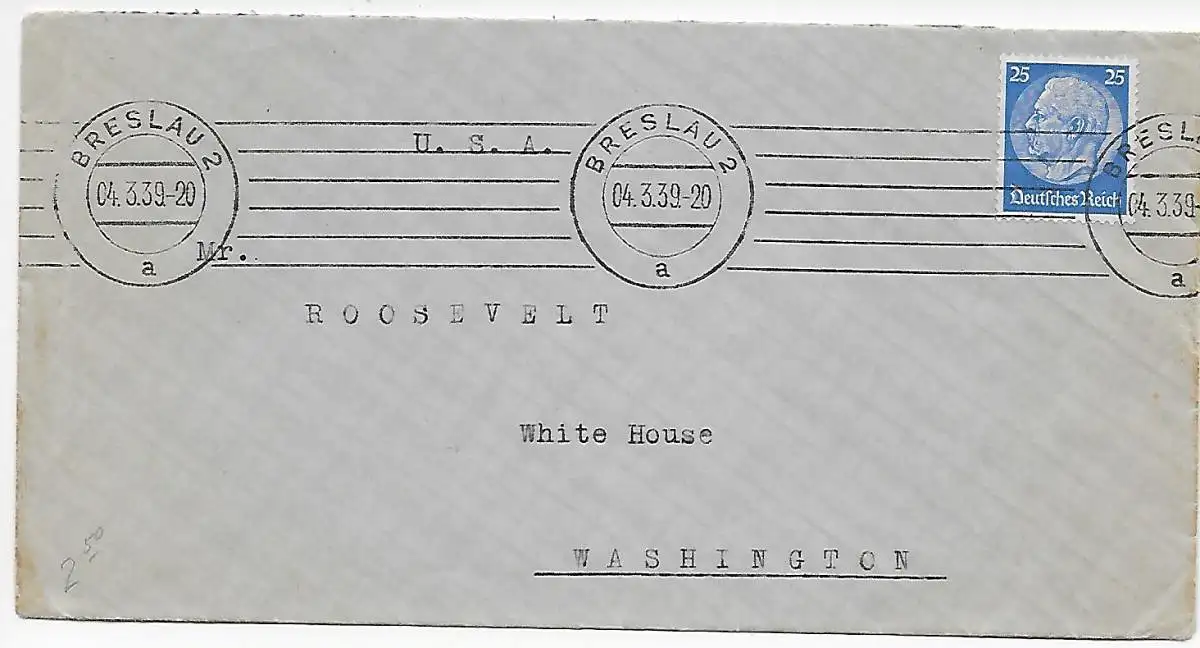 25 25
Deutsches Reich
BRESLAU 2
04.3.39.-20
a
BRESLAU 2
04.3.39.-20
a
BRESLA
04.3.39-
a
U. S. A.
Mr.
ROOSEVELT
White House
WASHINGTON
2 50